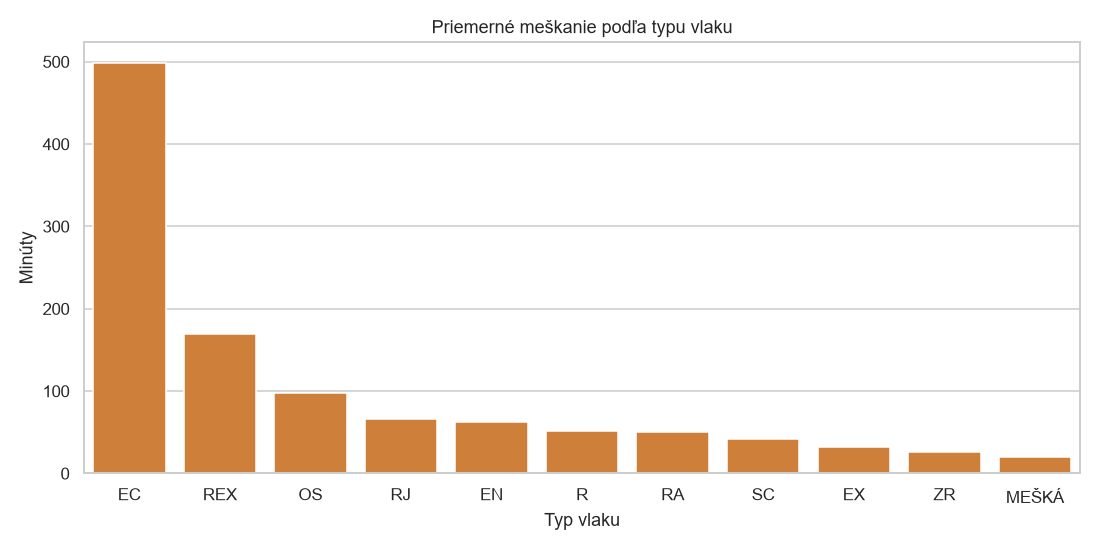 Priemerné meškanie podľa typu vlaku
Minúty
500
400
300
200
100
0
EC REX OS RJ EN R RA SC EX ZR MEŠKÁ
Typ vlaku